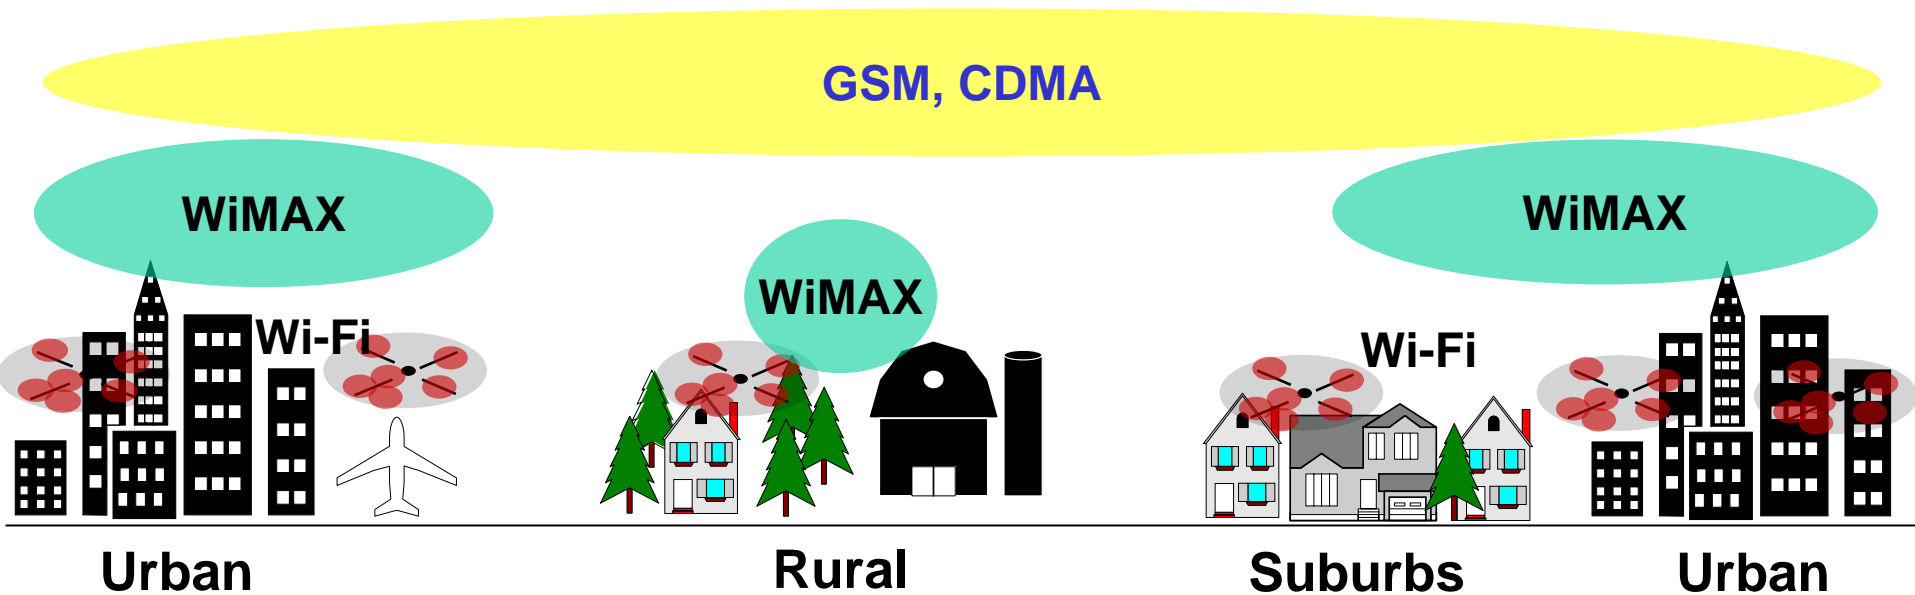 GSM, CDMA
WiMAX
WiMAX
WiMAX
Wi-Fi
Wi-Fi
Urban
Rural
Suburbs
Urban